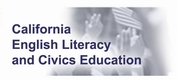 California
English Literacy
and Civics Education